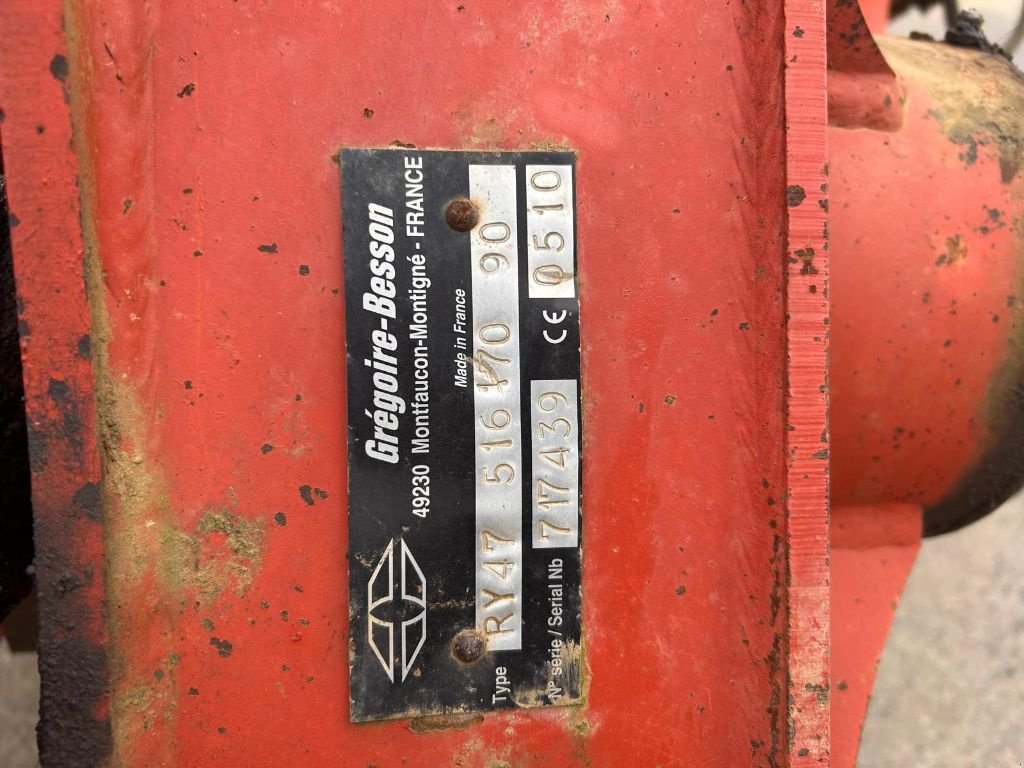 Grégoire-Besson
49230 Montfaucon-Montigné - FRANCE
Made in France
Type RY47 516 170 90
N° série / Serial Nb 717439 CE 0510